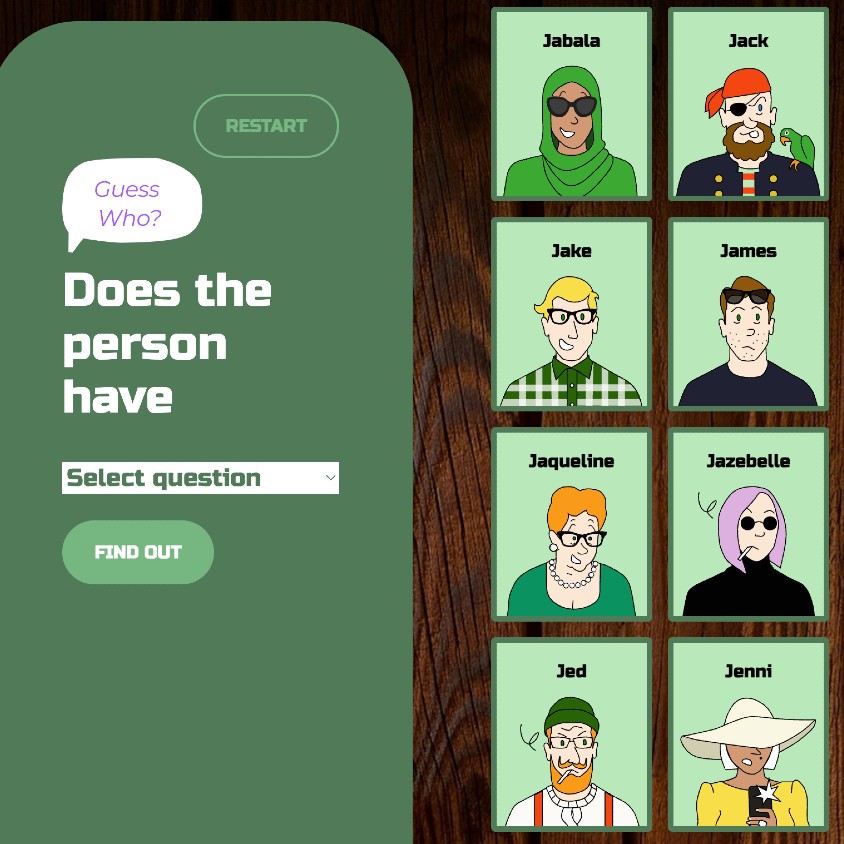 RESTART
Guess
Who?
Does the
person
have
Select question
FIND OUT
Jabala
Jack
Jake
James
Jaqueline
Jazebelle
Jed
Jenni